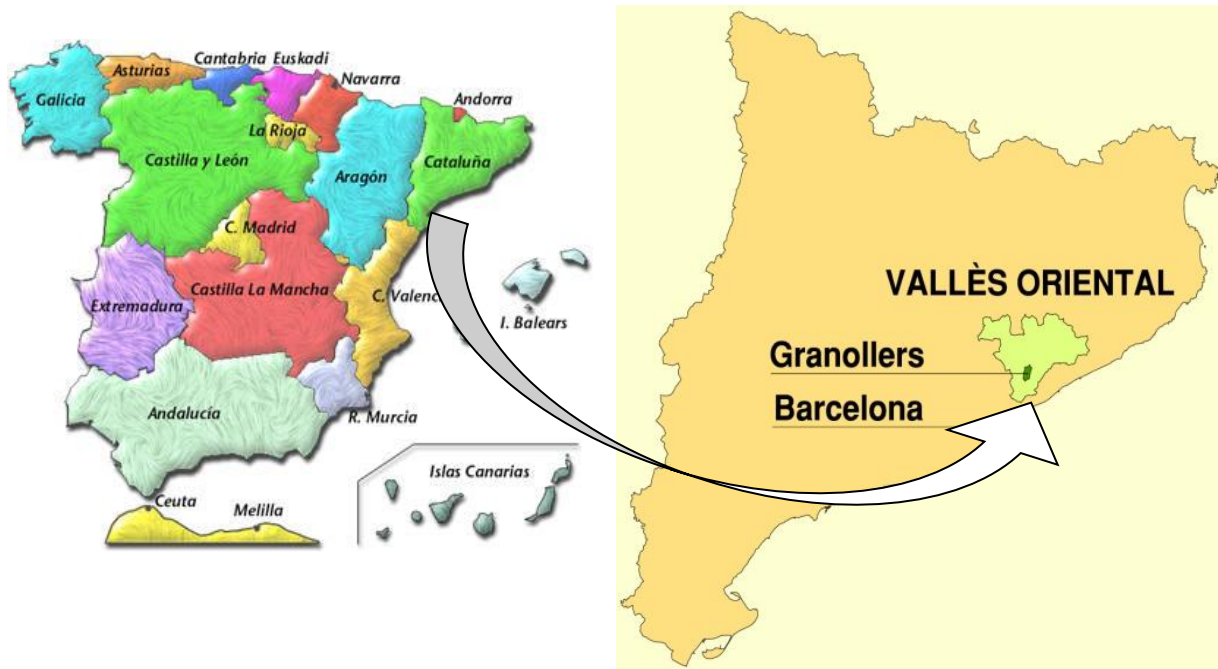 Cantabria Euskadi
Asturias
Navarra
Galicia
Andorra
La Rioja
Castilla y León
Cataluña
Aragón
C. Madrid
Castilla La Mancha
Extremadura
C. Valenc
I. Balears
Andalucía
R. Murcia
Islas Canarias
Ceuta
Melilla
VALLÈS ORIENTAL
Granollers
Barcelona